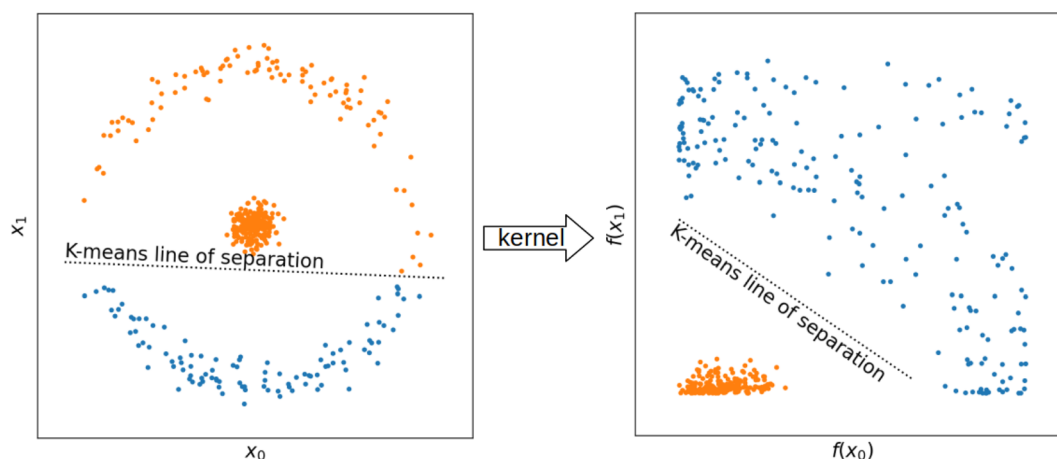 x₁
K-means line of separation
x₀
kernel
f(x₁)
K-means line of separation
f(x₀)